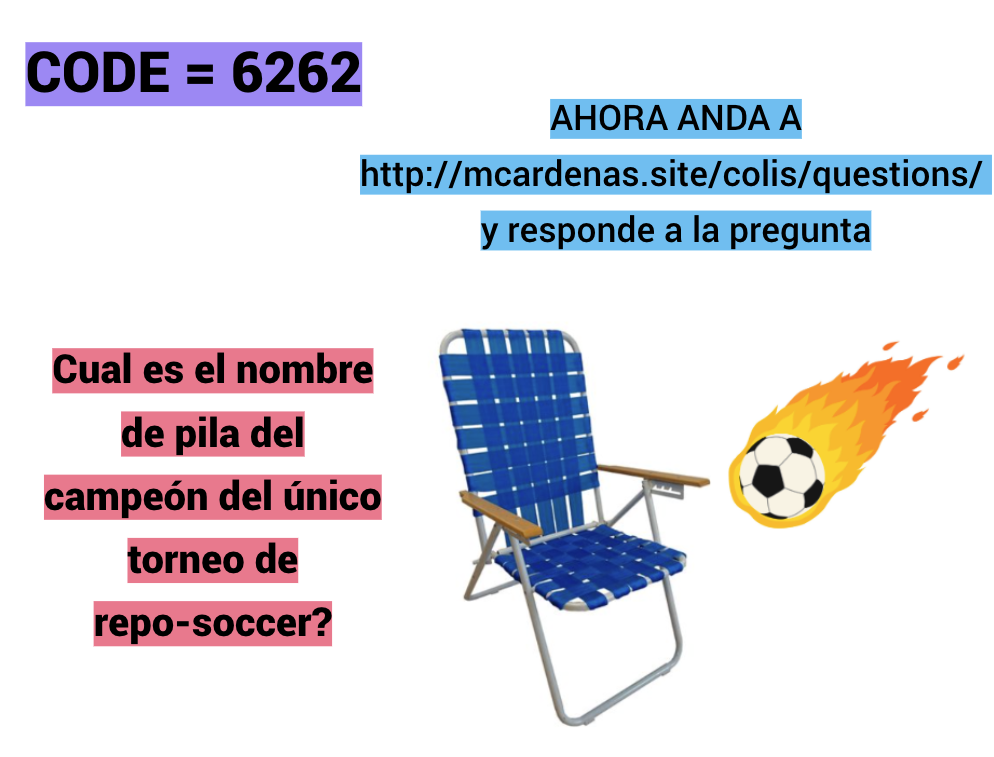 CODE = 6262
AHORA ANDA A
http://mcardenas.site/colis/questions/
y responde a la pregunta
Cual es el nombre
de pila del
campeón del único
torneo de
repo-soccer?